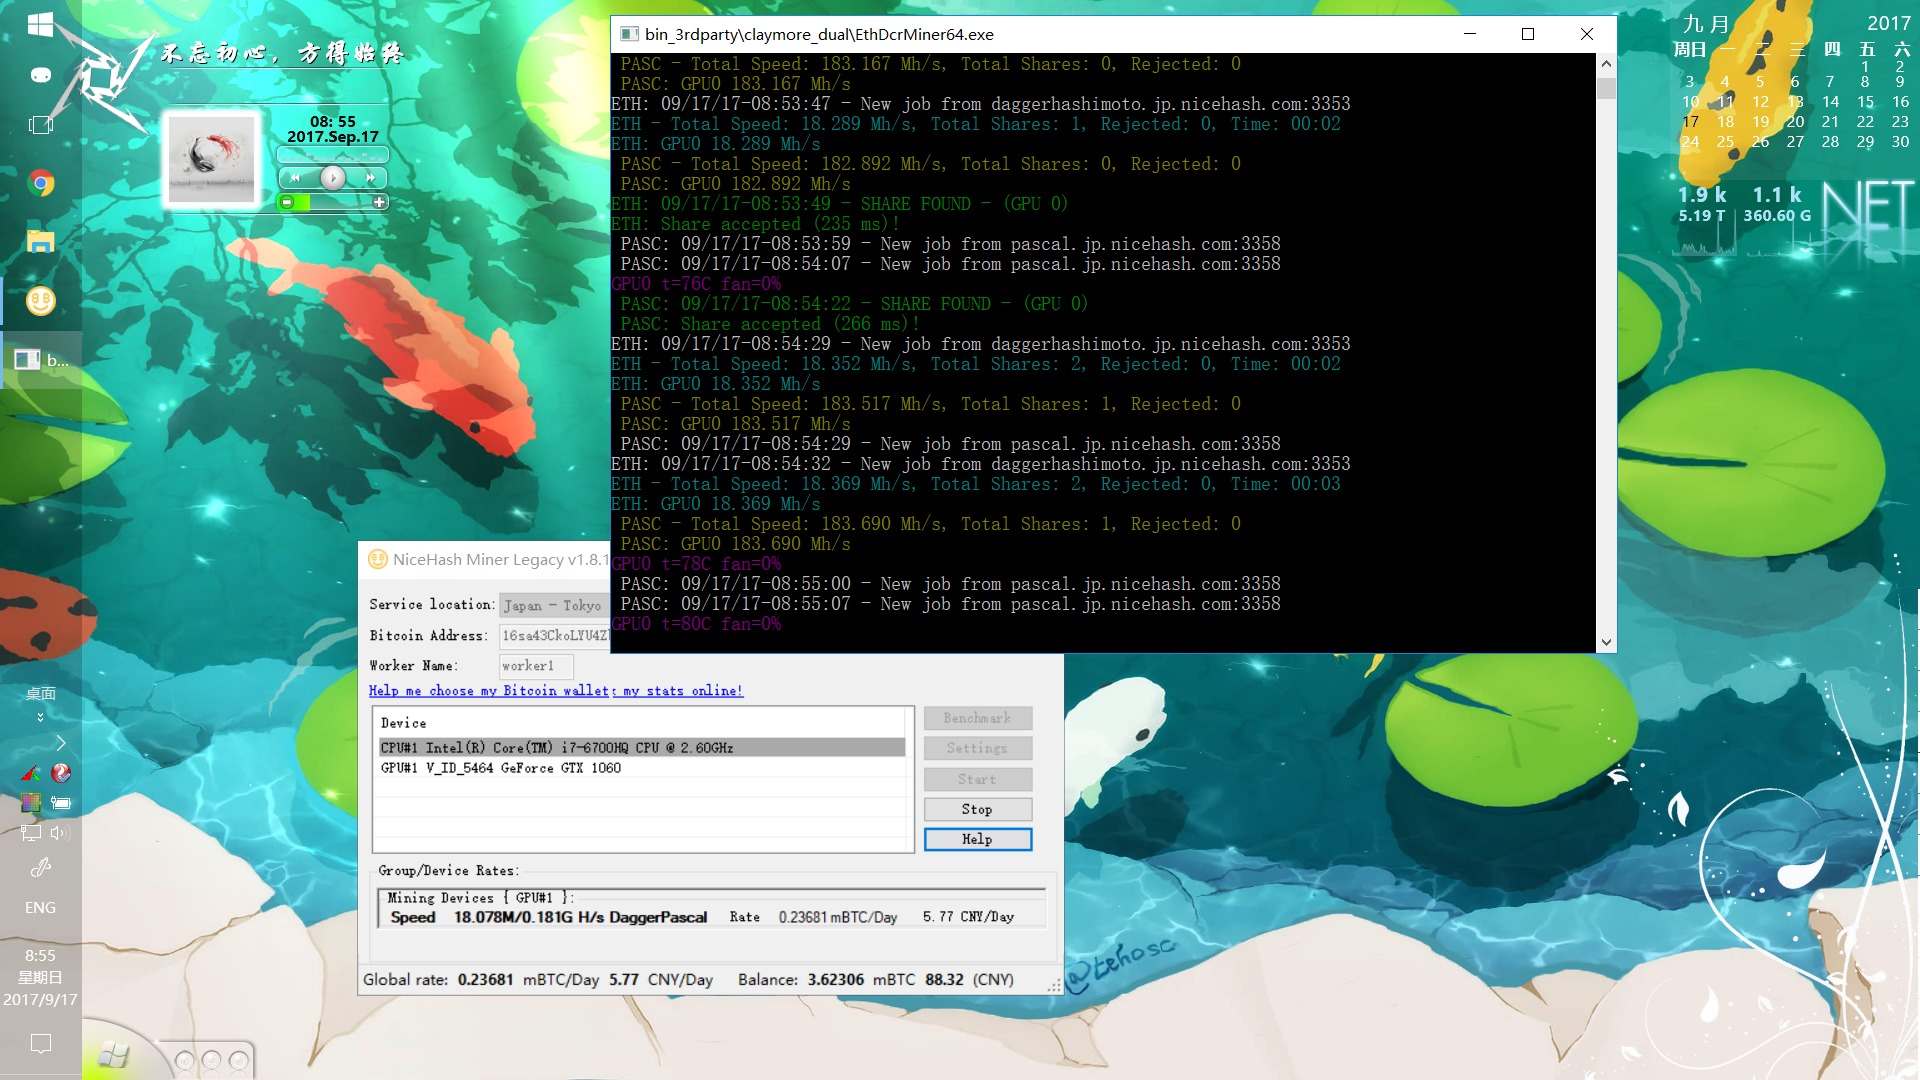 不忘初心，方得始终
08: 55
2017.Sep.17
b...
桌面
ENG
8:55
星期日
2017/9/17
bin_3rdparty\claymore_dual\EthDcrMiner64.exe
PASC - Total Speed: 183.167 Mh/s, Total Shares: 0, Rejected: 0
PASC: GPU0 183.167 Mh/s
ETH: 09/17/17-08:53:47 - New job from daggerhashimoto.jp.nicehash.com:3353
ETH - Total Speed: 18.289 Mh/s, Total Shares: 1, Rejected: 0, Time: 00:02
ETH: GPU0 18.289 Mh/s
PASC - Total Speed: 182.892 Mh/s, Total Shares: 0, Rejected: 0
PASC: GPU0 182.892 Mh/s
ETH: 09/17/17-08:53:49 - SHARE FOUND - (GPU 0)
ETH: Share accepted (235 ms)!
PASC: 09/17/17-08:53:59 - New job from pascal.jp.nicehash.com:3358
PASC: 09/17/17-08:54:07 - New job from pascal.jp.nicehash.com:3358
GPU0 t=76C fan=0%
PASC: 09/17/17-08:54:22 - SHARE FOUND - (GPU 0)
PASC: Share accepted (266 ms)!
ETH: 09/17/17-08:54:29 - New job from daggerhashimoto.jp.nicehash.com:3353
ETH - Total Speed: 18.352 Mh/s, Total Shares: 2, Rejected: 0, Time: 00:02
ETH: GPU0 18.352 Mh/s
PASC - Total Speed: 183.517 Mh/s, Total Shares: 1, Rejected: 0
PASC: GPU0 183.517 Mh/s
PASC: 09/17/17-08:54:29 - New job from pascal.jp.nicehash.com:3358
ETH: 09/17/17-08:54:32 - New job from daggerhashimoto.jp.nicehash.com:3353
ETH - Total Speed: 18.369 Mh/s, Total Shares: 2, Rejected: 0, Time: 00:03
ETH: GPU0 18.369 Mh/s
PASC - Total Speed: 183.690 Mh/s, Total Shares: 1, Rejected: 0
PASC: GPU0 183.690 Mh/s
GPU0 t=78C fan=0%
PASC: 09/17/17-08:55:00 - New job from pascal.jp.nicehash.com:3358
PASC: 09/17/17-08:55:07 - New job from pascal.jp.nicehash.com:3358
GPU0 t=80C fan=0%
九月 2017
周日 一 二 三 四 五 六
1 2
3 4 5 6 7 8 9
10 11 12 13 14 15 16
17 18 19 20 21 22 23
24 25 26 27 28 29 30
1.9 k 1.1 k
5.19 T 360.60 G
NET
NiceHash Miner Legacy v1.8.1
Service location: Japan - Tokyo
Bitcoin Address: 16sa43CkoLYU4Z
Worker Name: worker1
Help me choose my Bitcoin wallet my stats online!
Device
CPU#1 Intel(R) Core(TM) i7-6700HQ CPU @ 2.60GHz
GPU#1 V_ID_5464 GeForce GTX 1060
Benchmark
Settings
Start
Stop
Help
Group/Device Rates:
Mining Devices { GPU#1 }:
Speed 18.078M/0.181G H/s DaggerPascal Rate 0.23681 mBTC/Day 5.77 CNY/Day
Global rate: 0.23681 mBTC/Day 5.77 CNY/Day Balance: 3.62306 mBTC 88.32 (CNY)
@tehosc